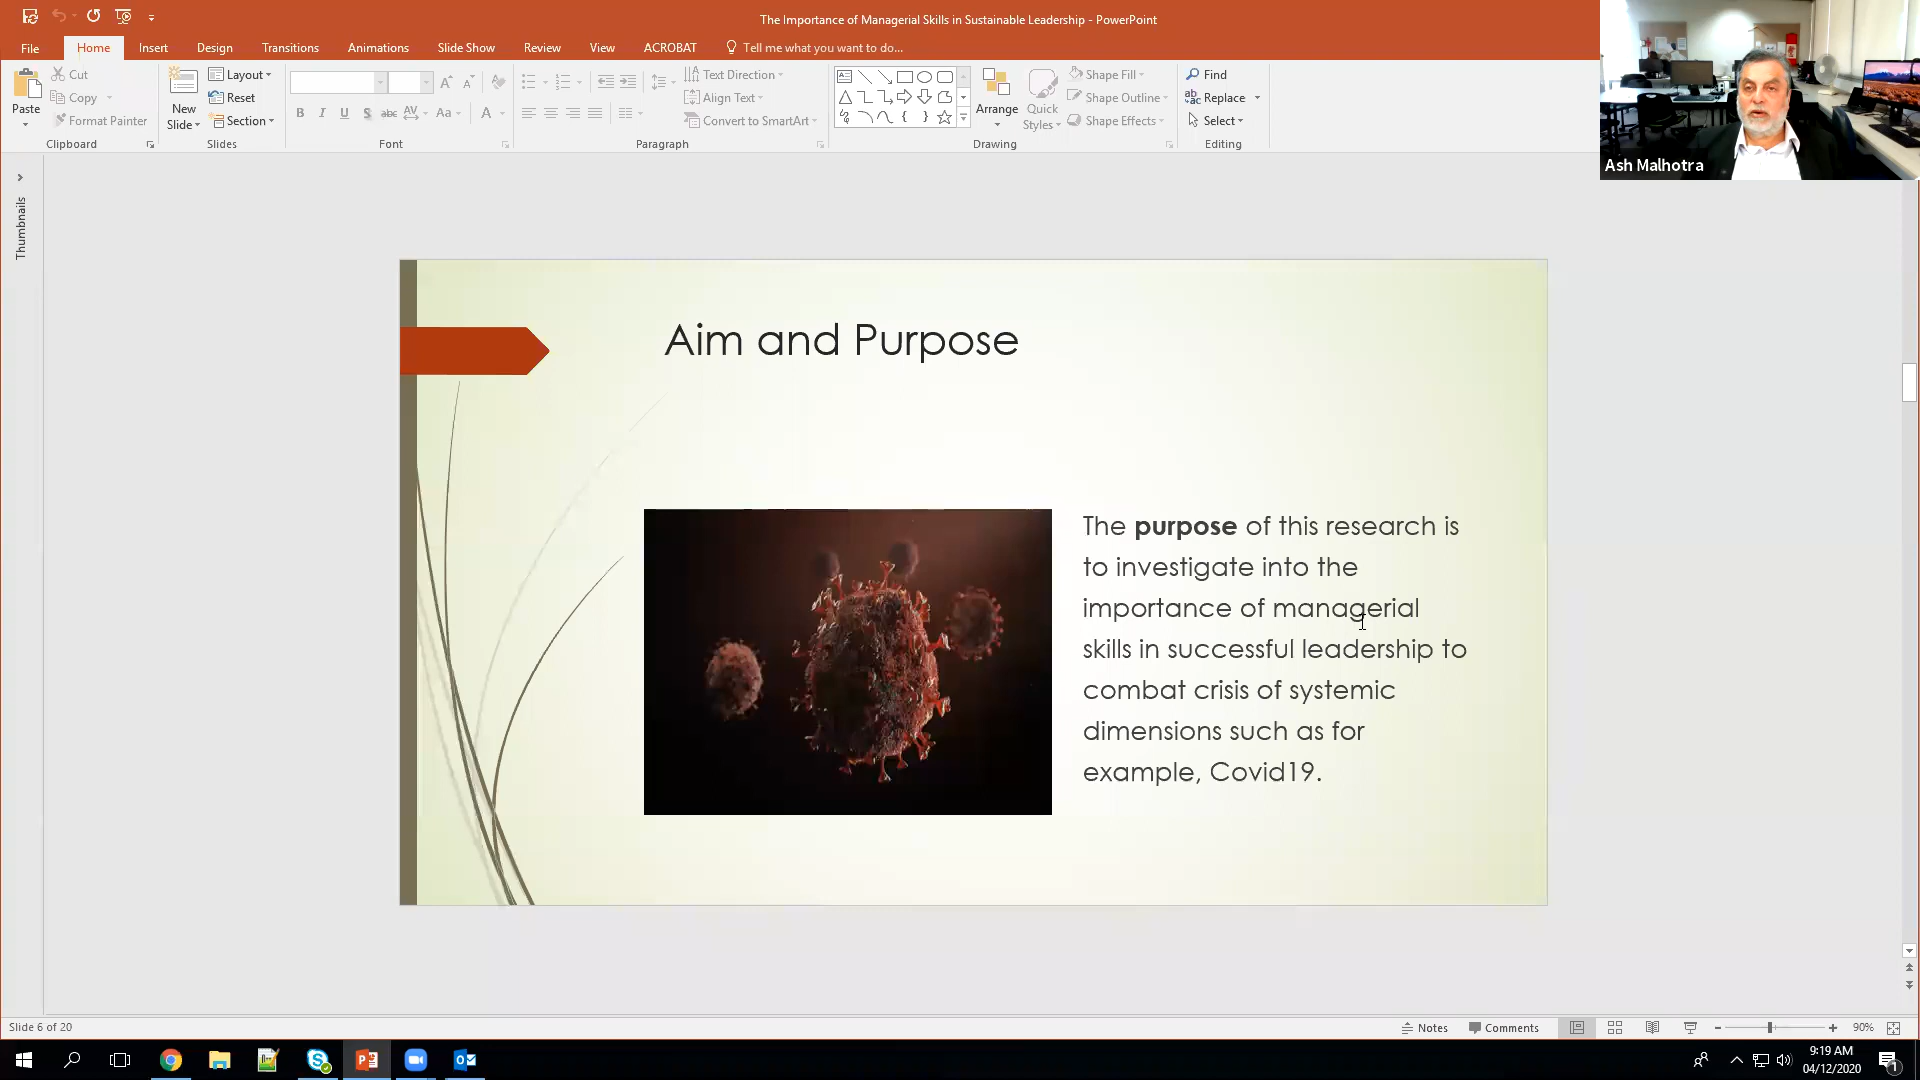 The Importance of Managerial Skills in Sustainable Leadership - PowerPoint
File Home Insert Design Transitions Animations Slide Show Review View ACROBAT Tell me what you want to do...
Paste
Cut
Copy
Format Painter
Clipboard
New Slide
Layout
Reset
Section
Slides
B I U S abc AV Aa A
Font
Text Direction
Align Text
Convert to SmartArt
Paragraph
Arrange
Quick Styles
Shape Fill
Shape Outline
Shape Effects
Drawing
Find
Replace
Select
Editing
Ash Malhotra
Thumbnails
Aim and Purpose
The purpose of this research is
to investigate into the
importance of managerial
skills in successful leadership to
combat crisis of systemic
dimensions such as for
example, Covid19.
Slide 6 of 20
Notes
Comments
90%
9:19 AM
04/12/2020